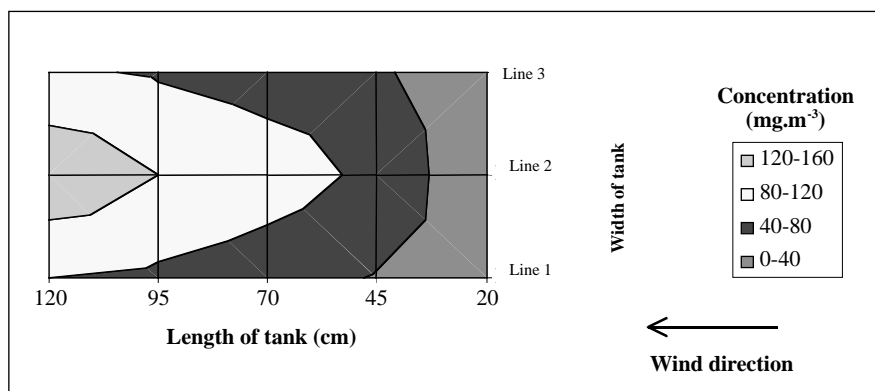 Line 3
Line 2
Line 1
120 95 70 45 20
Length of tank (cm)
Width of tank
Concentration
(mg.m-3)
120-160
80-120
40-80
0-40
Wind direction